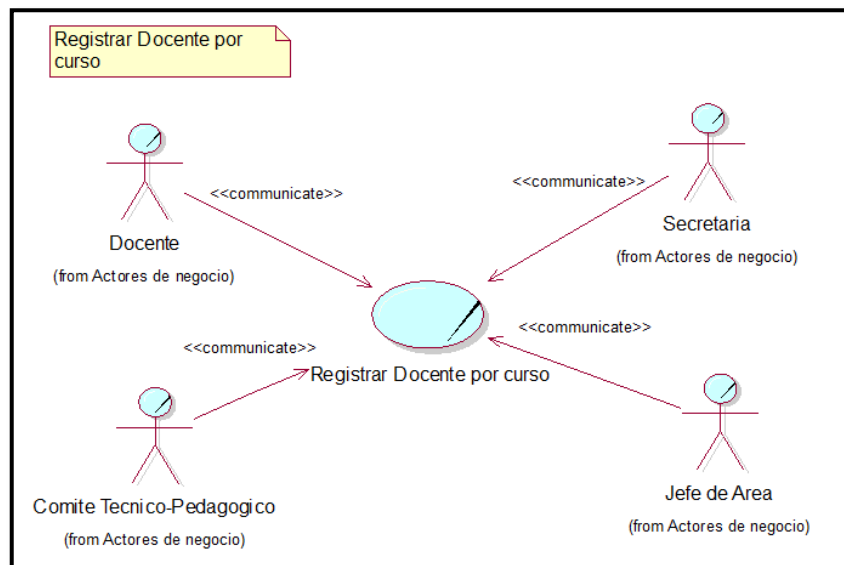 Registrar Docente por
curso
<<communicate>>
<<communicate>>
Docente
(from Actores de negocio)
Secretaria
(from Actores de negocio)
<<communicate>>
<<communicate>>
Registrar Docente por curso
Comite Tecnico-Pedagogico
(from Actores de negocio)
Jefe de Area
(from Actores de negocio)